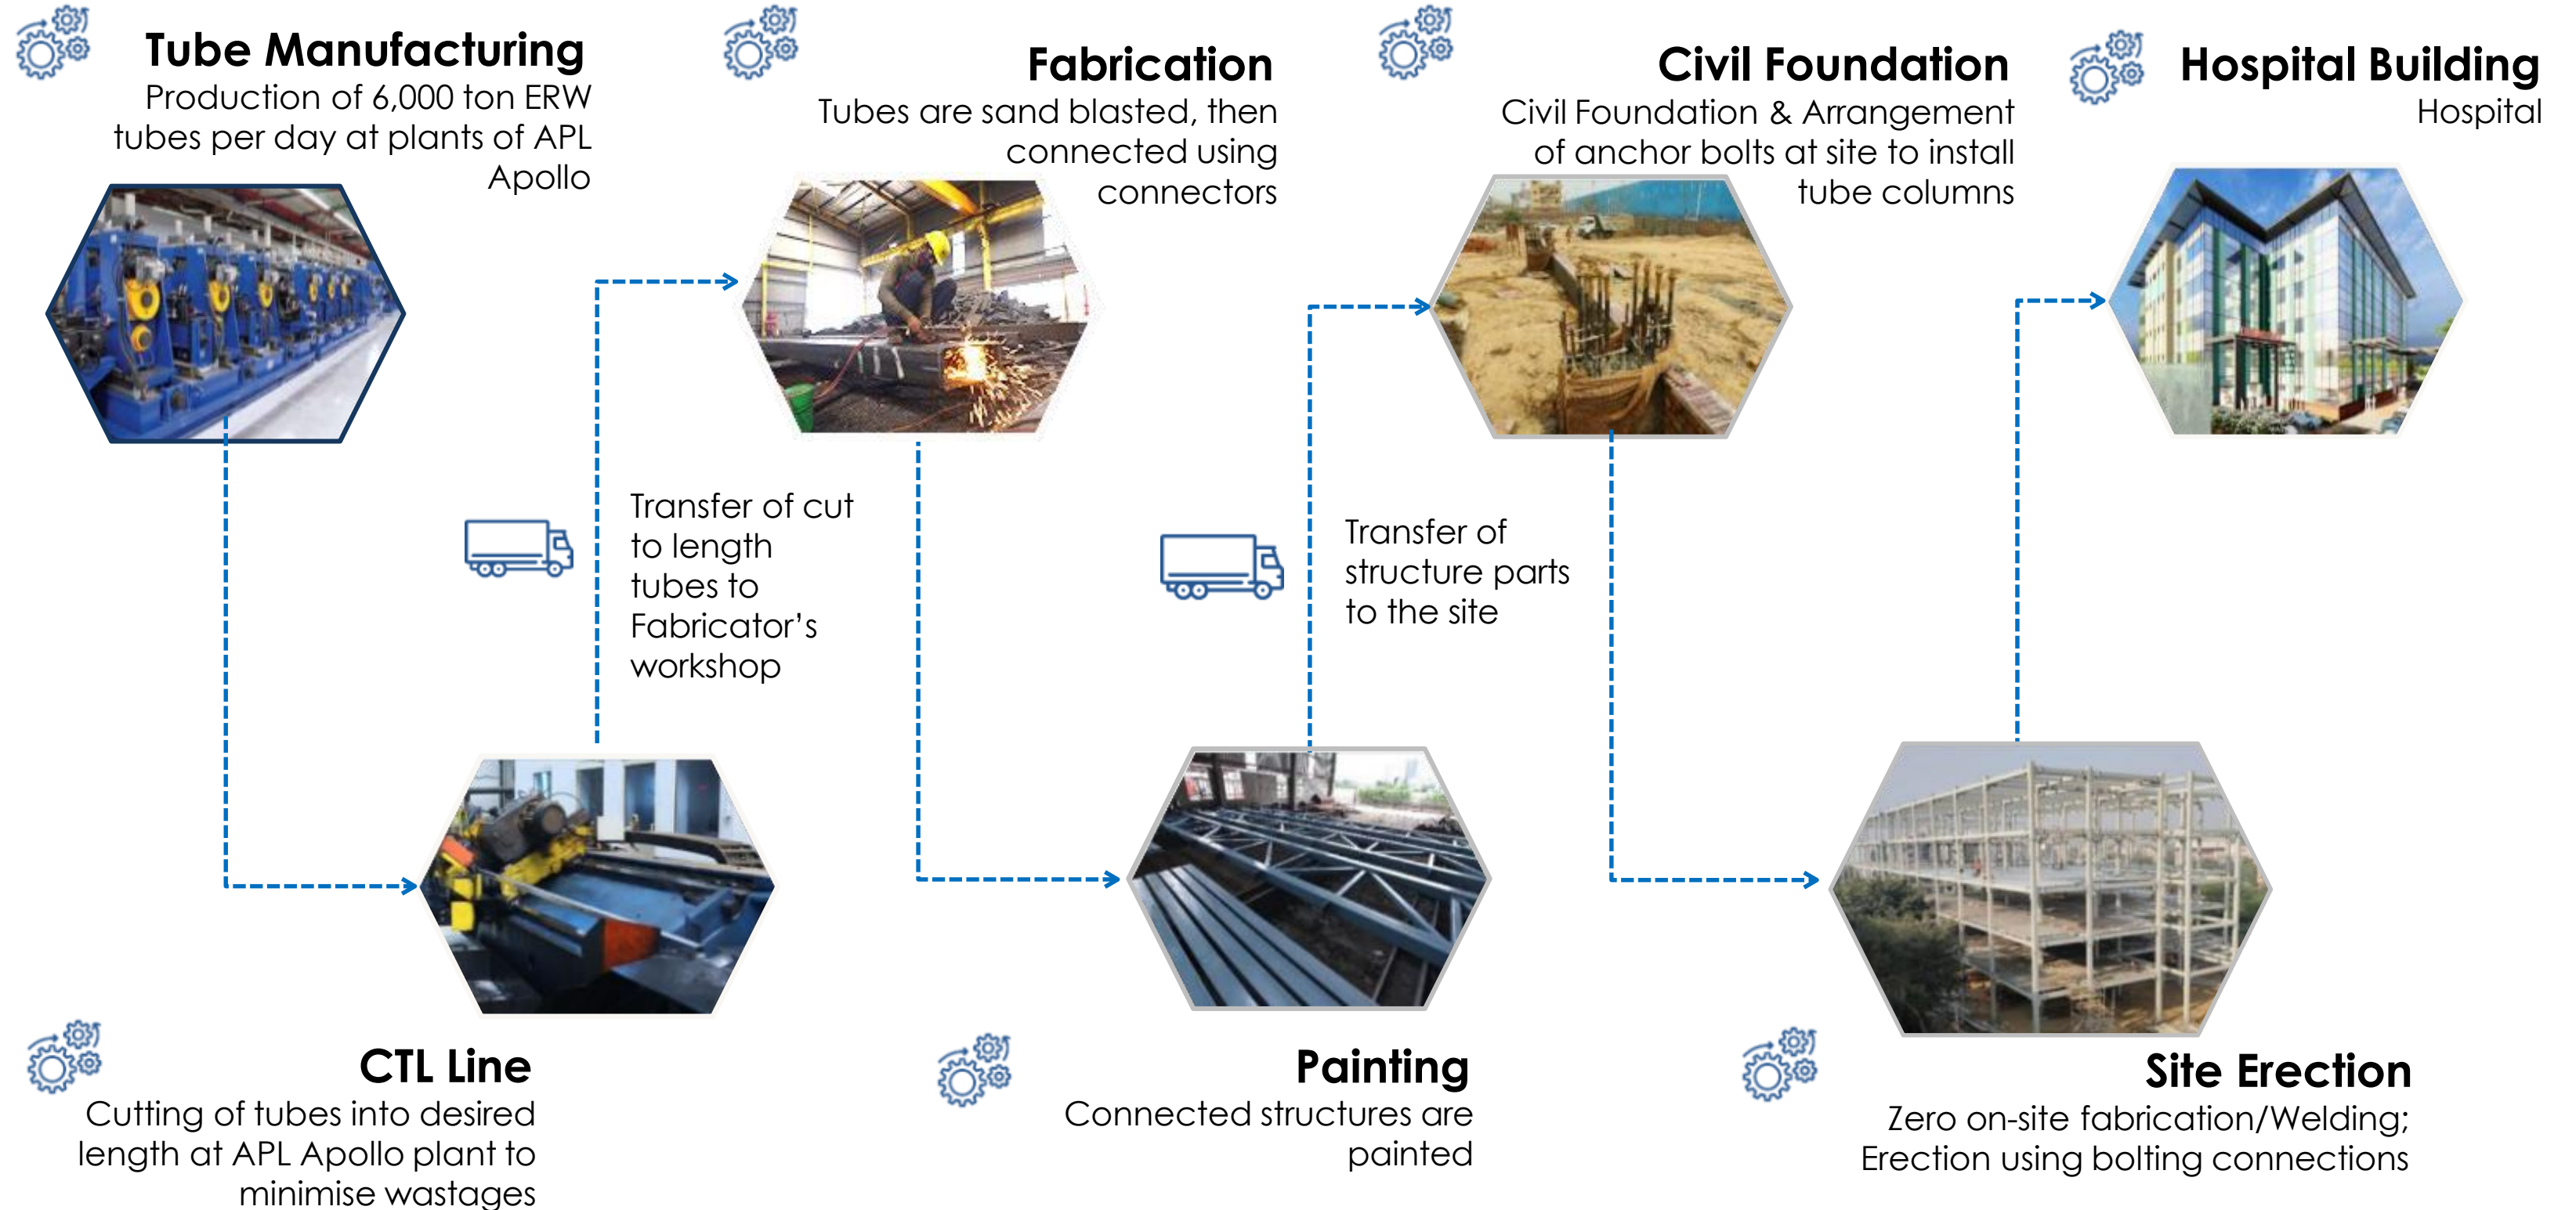 Tube Manufacturing
Production of 6,000 ton ERW
tubes per day at plants of APL
Apollo
Fabrication
Tubes are sand blasted, then
connected using
connectors
Civil Foundation
Civil Foundation & Arrangement
of anchor bolts at site to install
tube columns
Hospital Building
Hospital
Transfer of cut
to length
tubes to
Fabricator’s
workshop
Transfer of
structure parts
to the site
CTL Line
Cutting of tubes into desired
length at APL Apollo plant to
minimise wastages
Painting
Connected structures are
painted
Site Erection
Zero on-site fabrication/Welding;
Erection using bolting connections